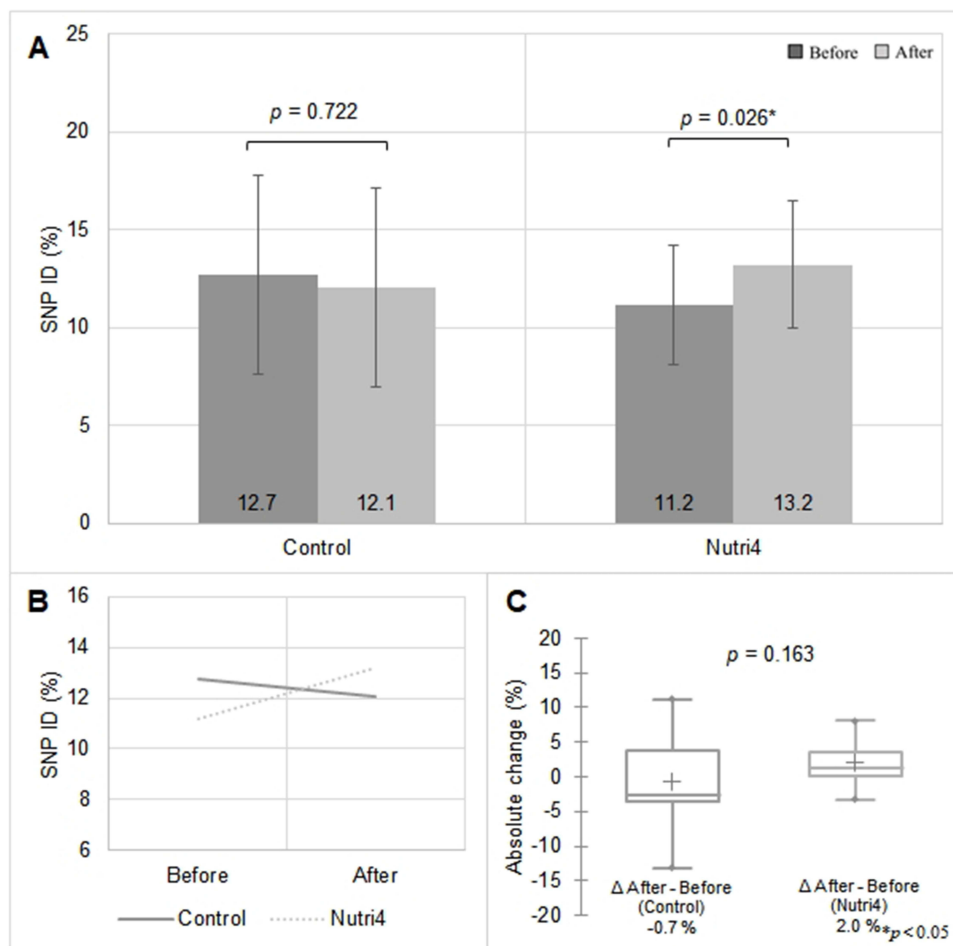 A
Before After
25
20
15
10
5
0
SNP ID (%)
p = 0.722
p = 0.026*
12.7 12.1 11.2 13.2
Control Nutri4
B
16
14
12
10
8
6
SNP ID (%)
Before After
Control Nutri4
C
20
15
10
5
0
-5
-10
-15
-20
Absolute change (%)
p = 0.163
Δ After - Before
(Control)
-0.7 %
Δ After - Before
(Nutri4)
2.0 %
*p < 0.05